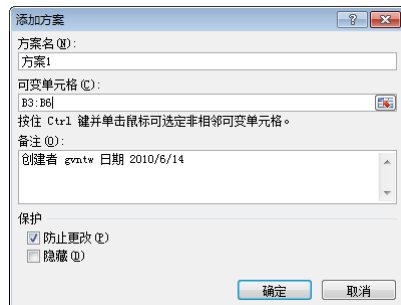 添加方案
方案名(N):
方案1
可变单元格(C):
B3:B6
按住 Ctrl 键并单击鼠标可选定非相邻可变单元格。
备注(O):
创建者 gvntw 日期 2010/6/14
保护
防止更改(P)
隐藏(D)
确定
取消